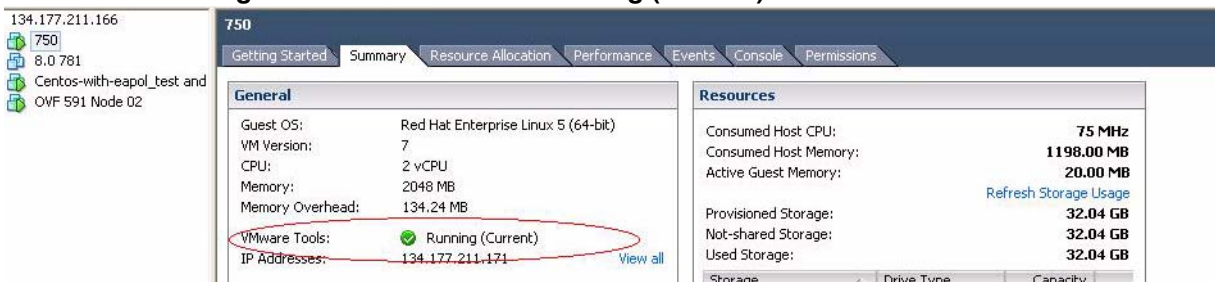 134.177.211.166
750
8.0 781
Centos-with-eapol_test and
OVF 591 Node 02
750
Getting Started Summary Resource Allocation Performance Events Console Permissions
General
Guest OS: Red Hat Enterprise Linux 5 (64-bit)
VM Version: 7
CPU: 2 vCPU
Memory: 2048 MB
Memory Overhead: 134.24 MB
VMware Tools: Running (Current)
IP Addresses: 134.177.211.171 View all
Resources
Consumed Host CPU: 75 MHz
Consumed Host Memory: 1198.00 MB
Active Guest Memory: 20.00 MB
Refresh Storage Usage
Provisioned Storage: 32.04 GB
Not-shared Storage: 32.04 GB
Used Storage: 32.04 GB
Storage Drive Type Capacity